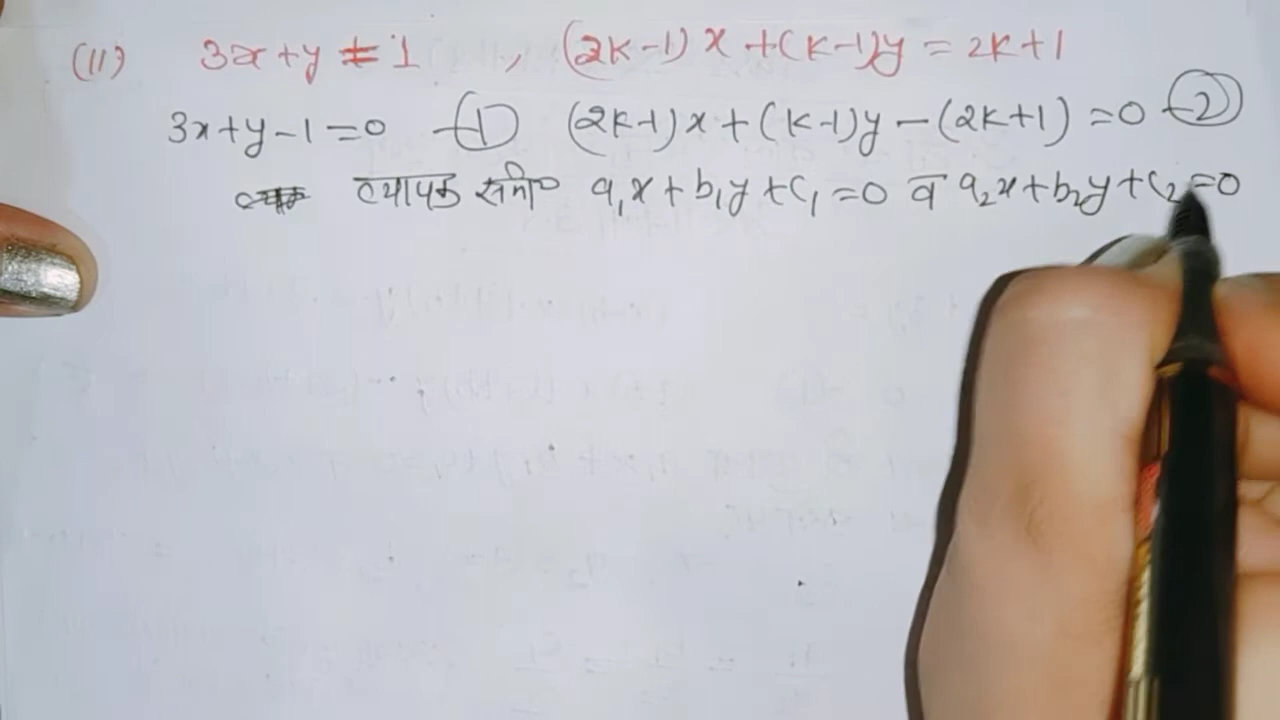 (11) 3x+y = 1 , (2k-1)x+(k-1)y = 2k+1
3x+y-1=0 —(1) (2k-1)x+(k-1)y-(2k+1)=0 —(2)
व्यापक समी० a₁x+b₁y+c₁=0 व a₂x+b₂y+c₂=0